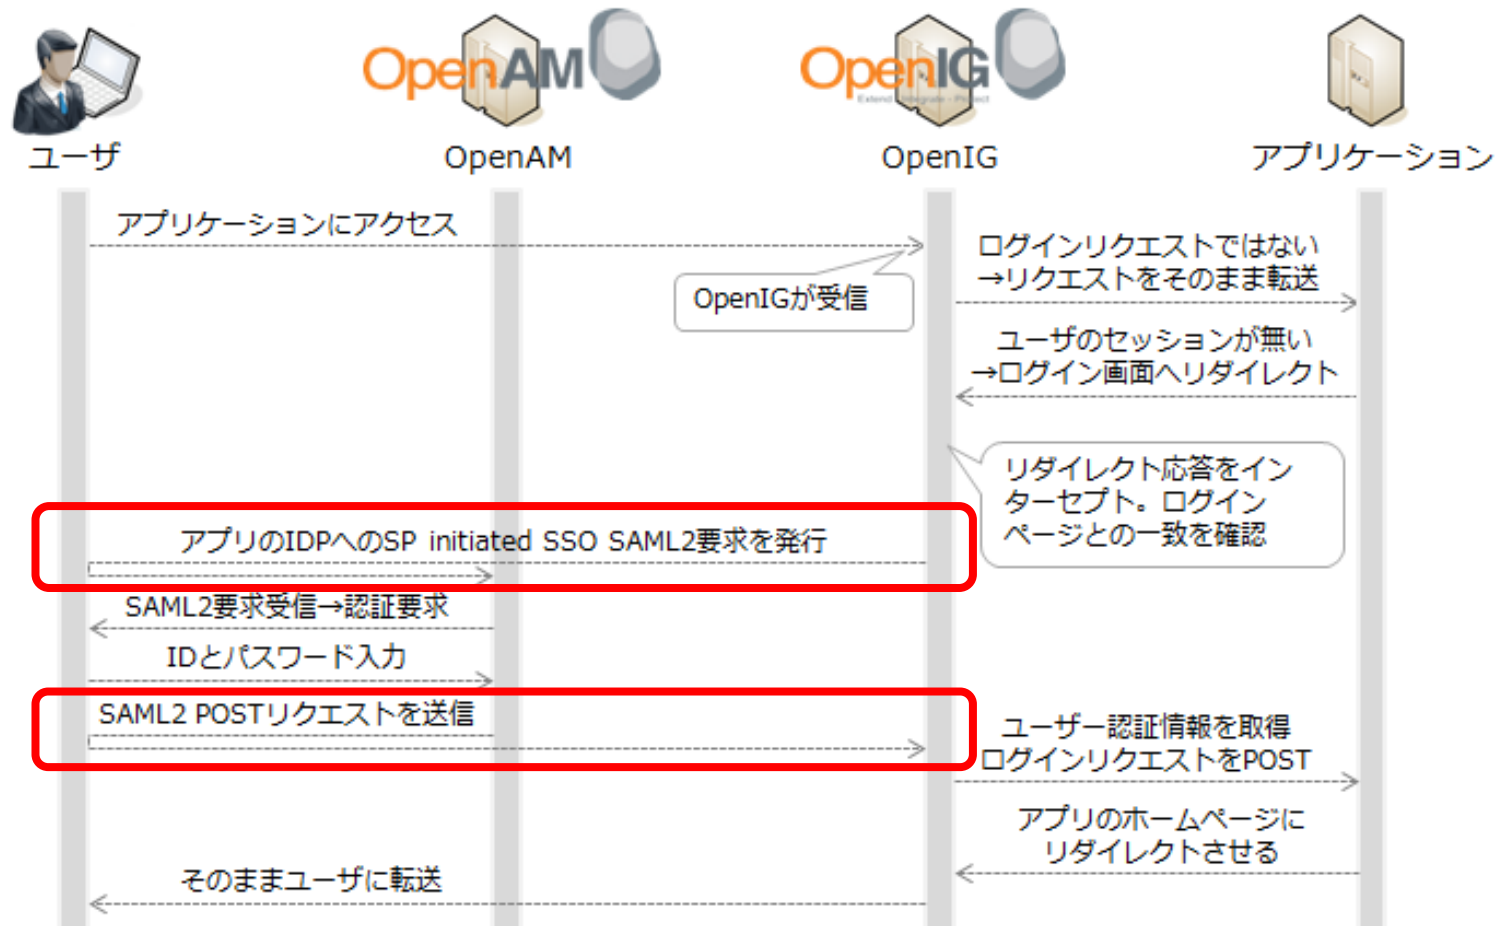 OpenAM
OpenIG
Extend - Integrate - Protect
ユーザ
OpenAM
OpenIG
アプリケーション
アプリケーションにアクセス
OpenIGが受信
ログインリクエストではない
→リクエストをそのまま転送
ユーザのセッションが無い
→ログイン画面へリダイレクト
リダイレクト応答をイン
ターセプト。ログイン
ページとの一致を確認
アプリのIDPへのSP initiated SSO SAML2要求を発行
SAML2要求受信→認証要求
IDとパスワード入力
SAML2 POSTリクエストを送信
ユーザー認証情報を取得
ログインリクエストをPOST
アプリのホームページに
リダイレクトさせる
そのままユーザに転送